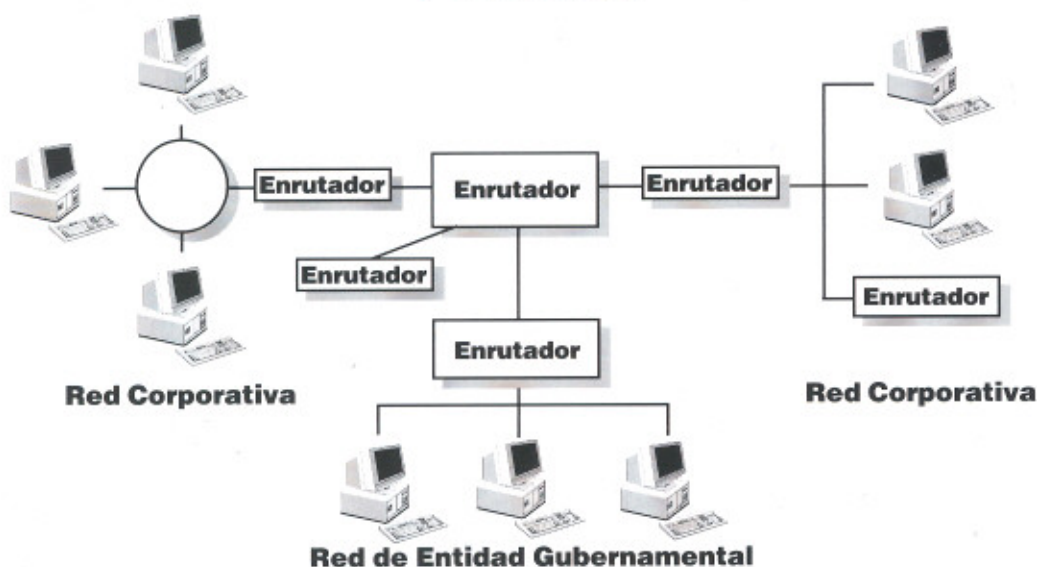 Enrutador
Enrutador
Enrutador
Enrutador
Enrutador
Enrutador
Red Corporativa
Red Corporativa
Red de Entidad Gubernamental